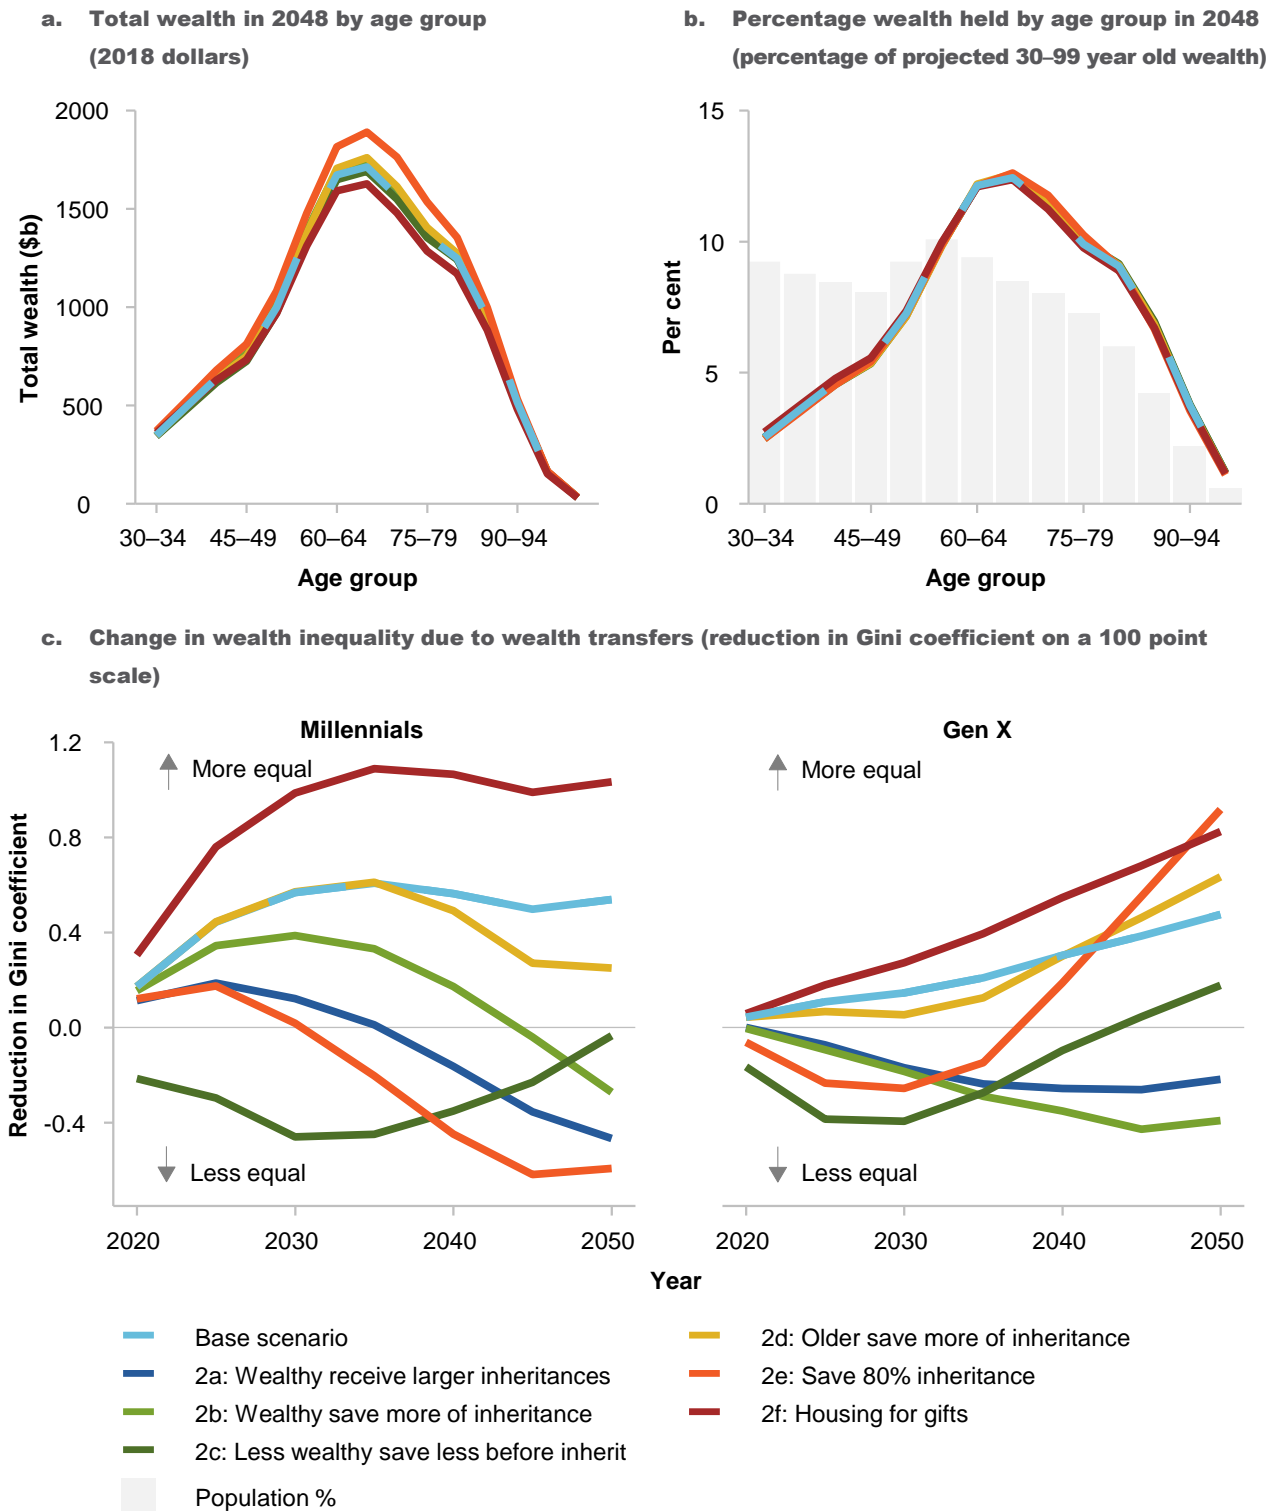 a. Total wealth in 2048 by age group
(2018 dollars)
b. Percentage wealth held by age group in 2048
(percentage of projected 30–99 year old wealth)
2000
1500
1000
500
0
Total wealth ($b)
30–34 45–49 60–64 75–79 90–94
Age group
15
10
5
0
Per cent
30–34 45–49 60–64 75–79 90–94
Age group
c. Change in wealth inequality due to wealth transfers (reduction in Gini coefficient on a 100 point
scale)
Millennials
Gen X
1.2
0.8
0.4
0.0
-0.4
Reduction in Gini coefficient
More equal
Less equal
More equal
Less equal
2020 2030 2040 2050
2020 2030 2040 2050
Year
Base scenario
2a: Wealthy receive larger inheritances
2b: Wealthy save more of inheritance
2c: Less wealthy save less before inherit
Population %
2d: Older save more of inheritance
2e: Save 80% inheritance
2f: Housing for gifts